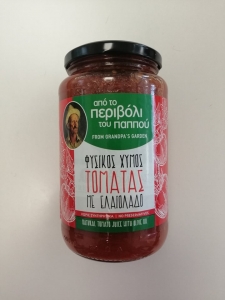 από το
περιβόλι
του παππού
FROM GRANDPA'S GARDEN
ΦΥΣΙΚΟΣ ΧΥΜΟΣ
ΤΟΜΑΤΑΣ
ΜΕ ΕΛΑΙΟΛΑΔΟ
NATURAL TOMATO JUICE WITH OLIVE OIL